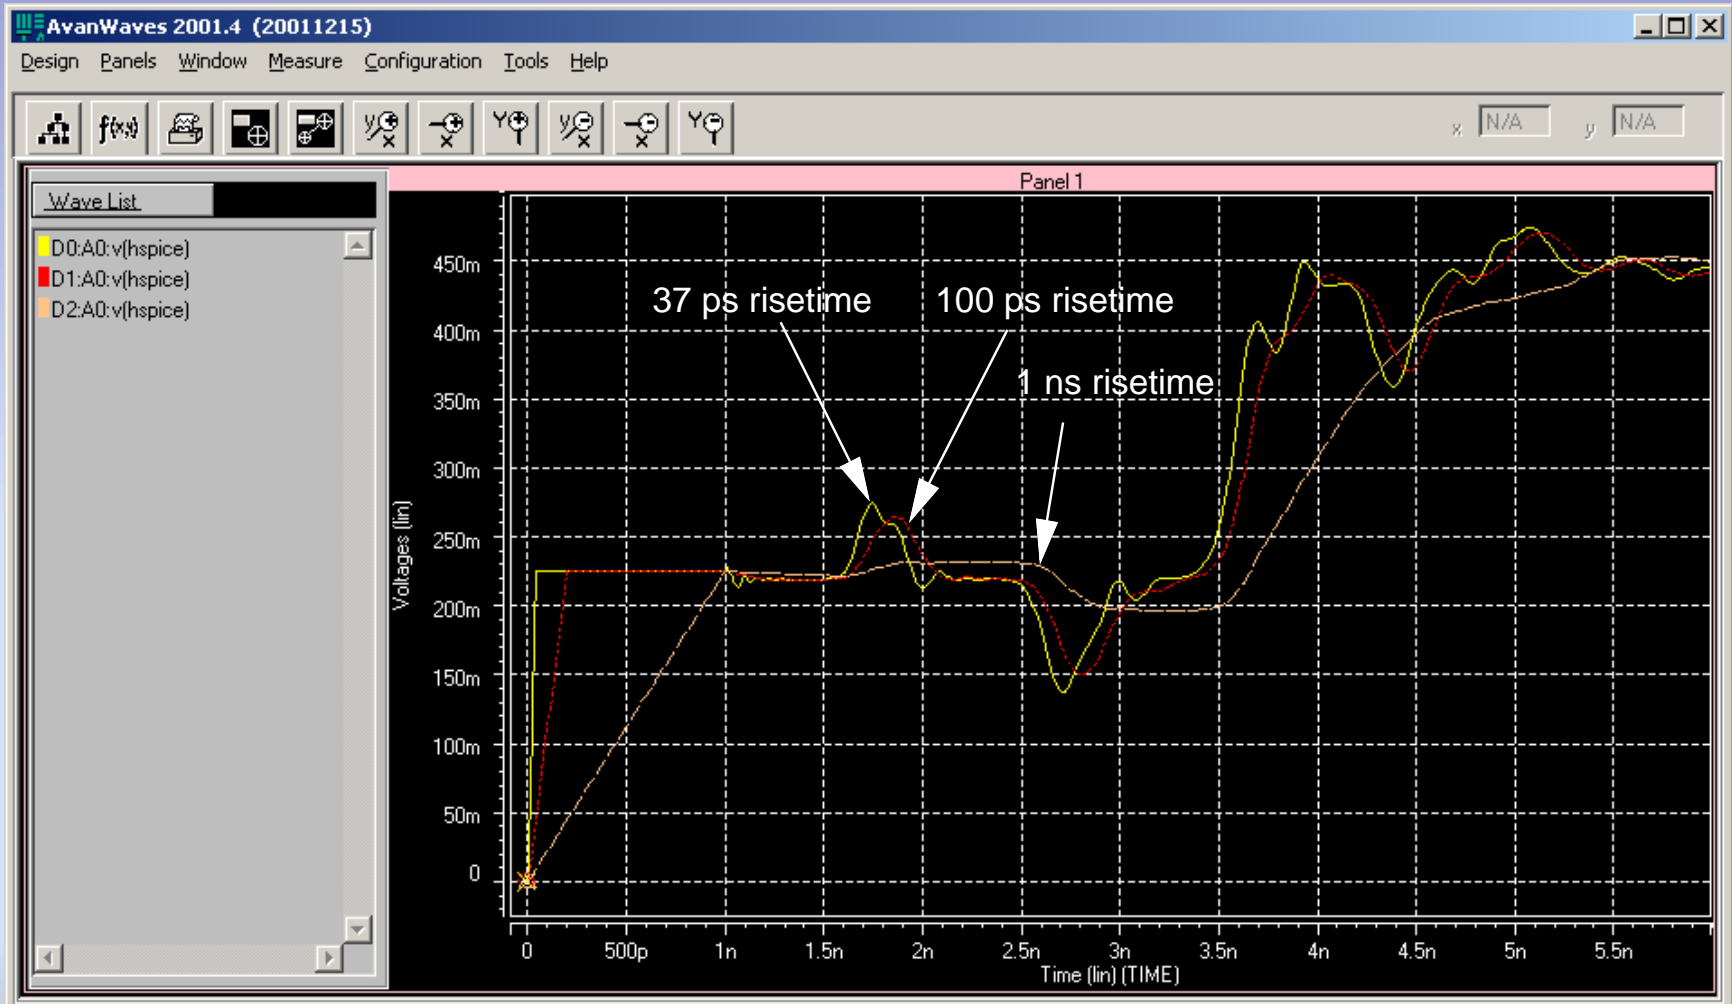 AvanWaves 2001.4 (20011215)
Design Panels Window Measure Configuration Tools Help
f(x,y)
x N/A y N/A
Panel 1
Wave List
D0:A0:v(hspice)
D1:A0:v(hspice)
D2:A0:v(hspice)
37 ps risetime
100 ps risetime
1 ns risetime
Voltages (lin)
450m
400m
350m
300m
250m
200m
150m
100m
50m
0
0 500p 1n 1.5n 2n 2.5n 3n 3.5n 4n 4.5n 5n 5.5n
Time (lin) (TIME)